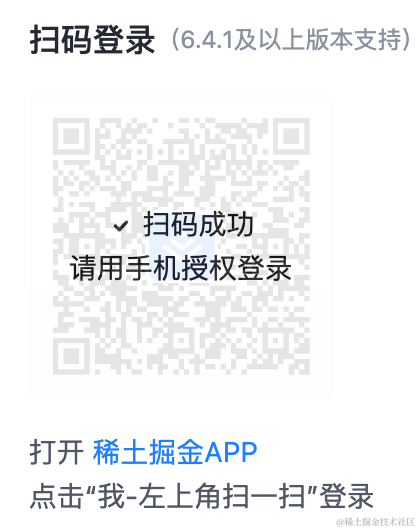 扫码登录（6.4.1及以上版本支持）
✓ 扫码成功
请用手机授权登录
打开 稀土掘金APP
点击“我-左上角扫一扫”登录
@稀土掘金技术社区